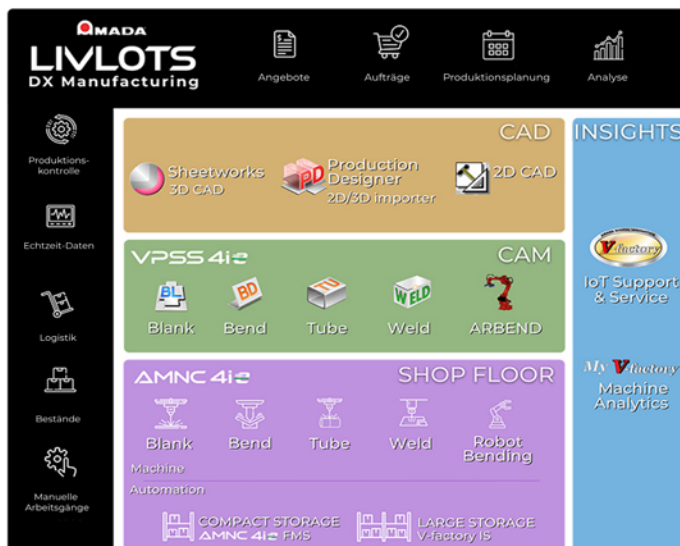 AMADA
LIVLOTS
DX Manufacturing
Angebote
Aufträge
Produktionsplanung
Analyse
Produktions-
kontrolle
Echtzeit-Daten
Logistik
Bestände
Manuelle
Arbeitsgänge
CAD
Sheetworks
3D CAD
PD
Production
Designer
2D/3D importer
2D CAD
VPSS 4ie
CAM
BL
Blank
BD
Bend
TU
Tube
WELD
Weld
ARBEND
AMNC 4ie
SHOP FLOOR
Blank
Bend
Tube
Weld
Robot
Bending
Machine
Automation
COMPACT STORAGE
AMNC 4ie FMS
LARGE STORAGE
V-factory IS
INSIGHTS
V-factory
IoT Support
& Service
My V-factory
Machine
Analytics